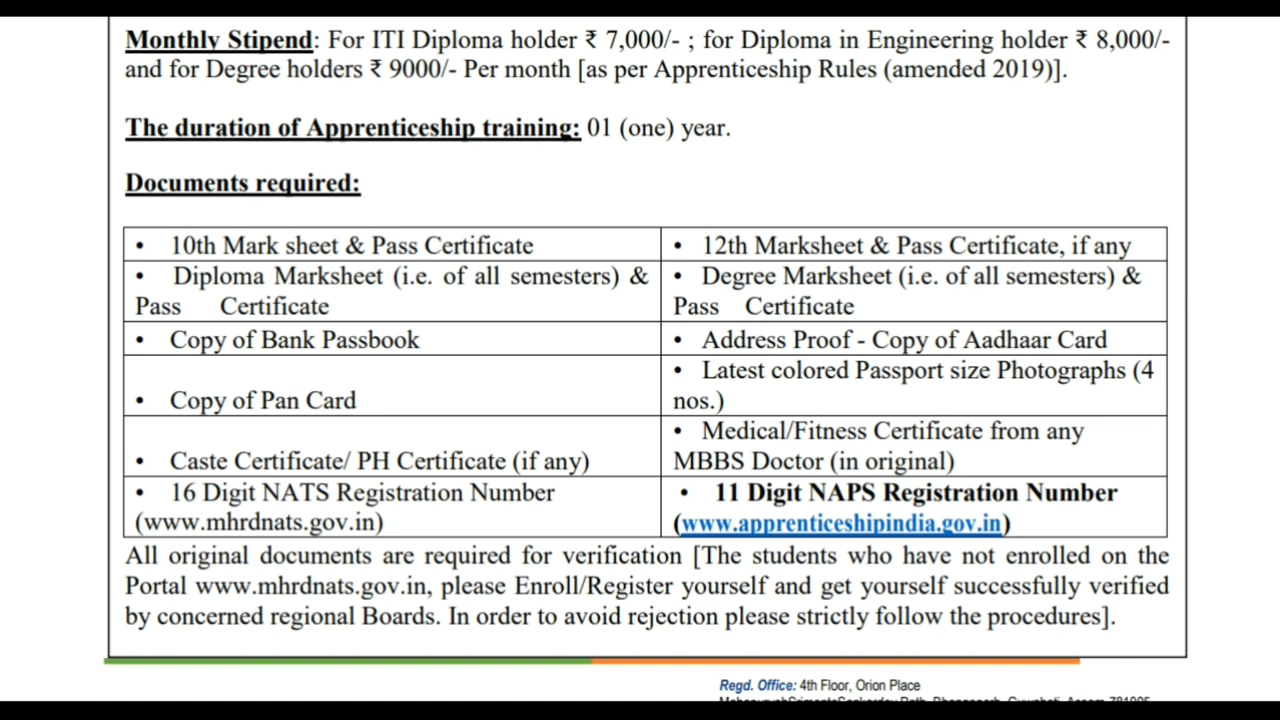 Monthly Stipend: For ITI Diploma holder ₹ 7,000/- ; for Diploma in Engineering holder ₹ 8,000/-
and for Degree holders ₹ 9000/- Per month [as per Apprenticeship Rules (amended 2019)].
The duration of Apprenticeship training: 01 (one) year.
Documents required:
• 10th Mark sheet & Pass Certificate
• 12th Marksheet & Pass Certificate, if any
• Diploma Marksheet (i.e. of all semesters) &
Pass Certificate
• Degree Marksheet (i.e. of all semesters) &
Pass Certificate
• Copy of Bank Passbook
• Address Proof - Copy of Aadhaar Card
• Copy of Pan Card
• Latest colored Passport size Photographs (4
nos.)
• Caste Certificate/ PH Certificate (if any)
• Medical/Fitness Certificate from any
MBBS Doctor (in original)
• 16 Digit NATS Registration Number
(www.mhrdnats.gov.in)
• 11 Digit NAPS Registration Number
(www.apprenticeshipindia.gov.in)
All original documents are required for verification [The students who have not enrolled on the
Portal www.mhrdnats.gov.in, please Enroll/Register yourself and get yourself successfully verified
by concerned regional Boards. In order to avoid rejection please strictly follow the procedures].
Regd. Office: 4th Floor, Orion Place